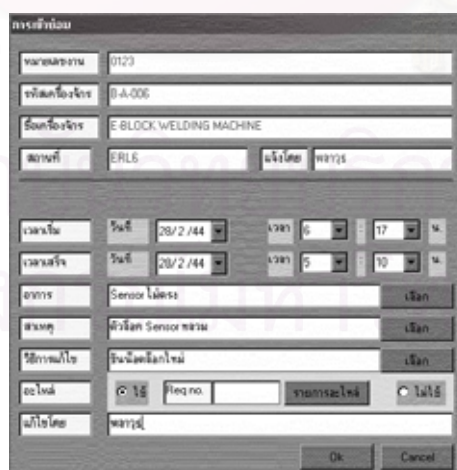 การเข้าซ่อม
หมายเลขงาน 0123
รหัสเครื่องจักร B-A-006
ชื่อเครื่องจักร E-BLOCK WELDING MACHINE
สถานที่ ERL6 แจ้งโดย พลาวุธ
เวลาเริ่ม วันที่ 28/2/44 เวลา 6 : 17 น.
เวลาเสร็จ วันที่ 28/2/44 เวลา 5 : 10 น.
อาการ Sensor ไม่ตรง เลือก
สาเหตุ ตัวล็อค Sensor หลวม เลือก
วิธีการแก้ไข ขันน็อตล็อกใหม่ เลือก
อะไหล่ ใช้ Req no. รายการอะไหล่ ไม่ใช้
แก้ไขโดย พลาวุธ
Ok Cancel